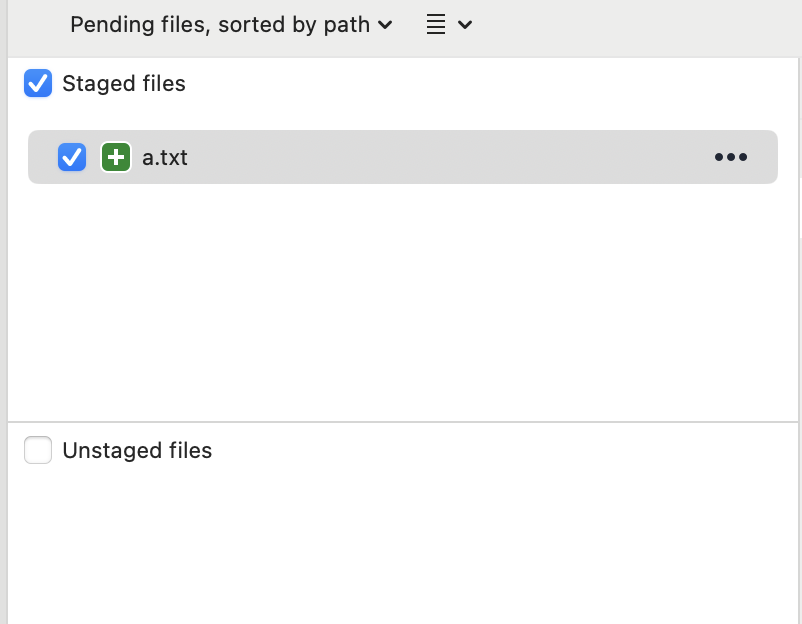 Pending files, sorted by path
Staged files
a.txt
Unstaged files